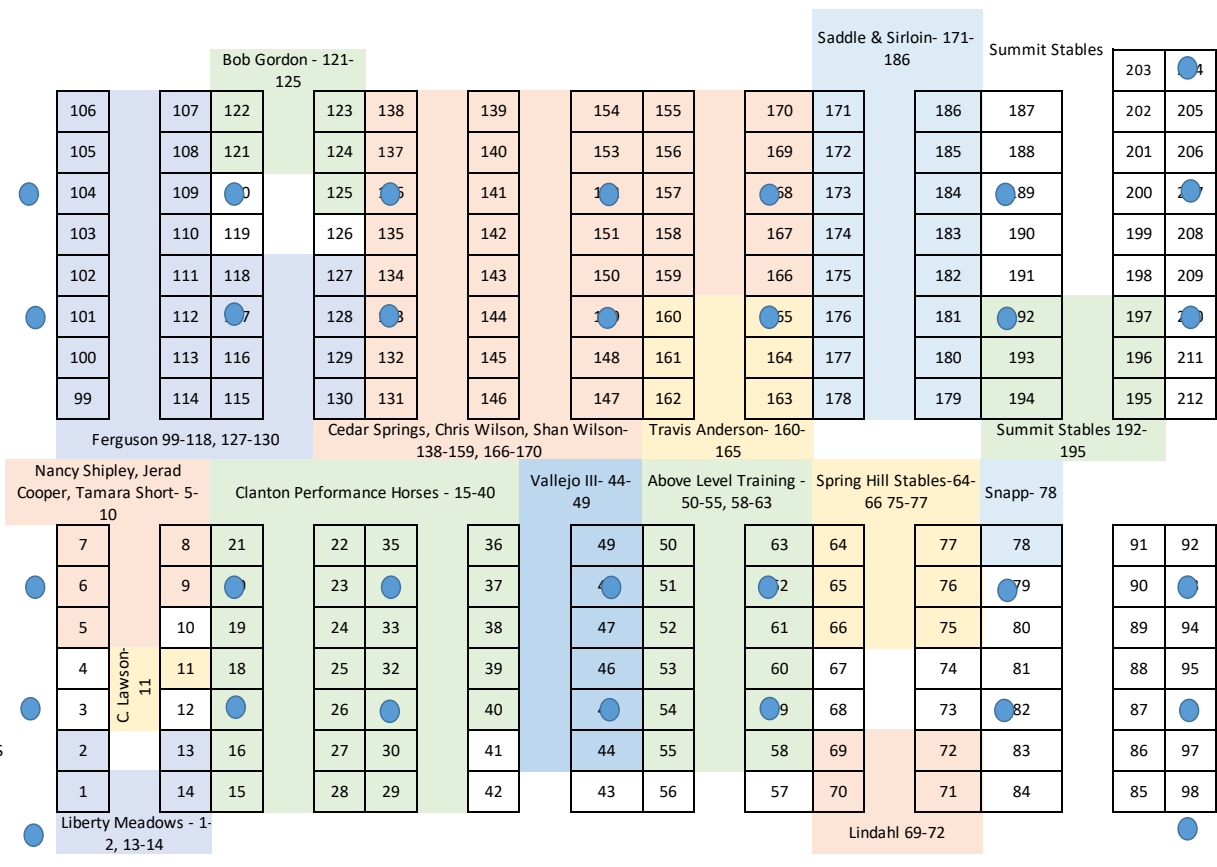 Saddle & Sirloin- 171-
186
Summit Stables
Bob Gordon - 121-
125
203
106 107 122 123 138 139 154 155 170 171 186 187 202 205
105 108 121 124 137 140 153 156 169 172 185 188 201 206
104 109 125 141 157 173 184 200
103 110 119 126 135 142 151 158 167 174 183 190 199 208
102 111 118 127 134 143 150 159 166 175 182 191 198 209
101 112 128 144 160 176 181 197
100 113 116 129 132 145 148 161 164 177 180 193 196 211
99 114 115 130 131 146 147 162 163 178 179 194 195 212
Ferguson 99-118, 127-130
Cedar Springs, Chris Wilson, Shan Wilson-
138-159, 166-170
Travis Anderson- 160-
165
Summit Stables 192-
195
Nancy Shipley, Jerad
Cooper, Tamara Short- 5-
10
Clanton Performance Horses - 15-40
Vallejo III- 44-
49
Above Level Training -
50-55, 58-63
Spring Hill Stables-64-
66 75-77
Snapp- 78
7 8 21 22 35 36 49 50 63 64 77 78 91 92
6 9 23 37 51 65 76 90
5 10 19 24 33 38 47 52 61 66 75 80 89 94
C. Lawson-
11
4 11 18 25 32 39 46 53 60 67 74 81 88 95
3 12 26 40 54 68 73 87
s 2 13 16 27 30 41 44 55 58 69 72 83 86 97
1 14 15 28 29 42 43 56 57 70 71 84 85 98
Liberty Meadows - 1-
2, 13-14
Lindahl 69-72